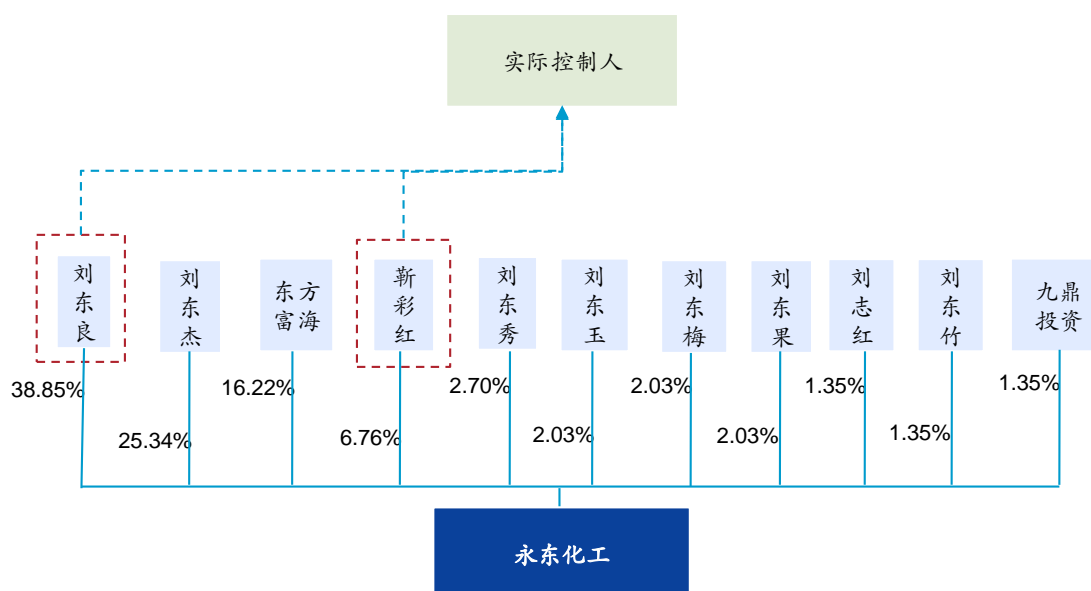 实际控制人
刘东良
刘东杰
东方
富海
靳彩红
刘东秀
刘东玉
刘东梅
刘东果
刘志红
刘东竹
九鼎
投资
38.85%
25.34%
16.22%
6.76%
2.70%
2.03%
2.03%
2.03%
1.35%
1.35%
1.35%
永东化工